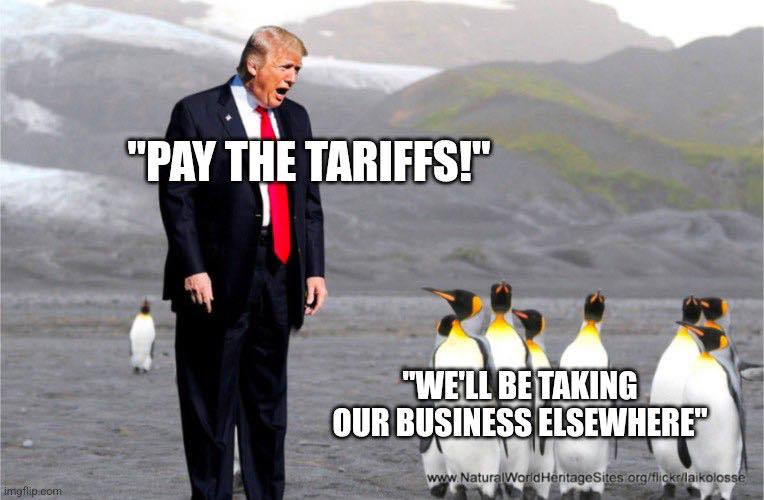 "PAY THE TARIFFS!"
"WE'LL BE TAKING
OUR BUSINESS ELSEWHERE"
www.NaturalWorldHeritageSites.org/flickr/laikolosse
imgflip.com